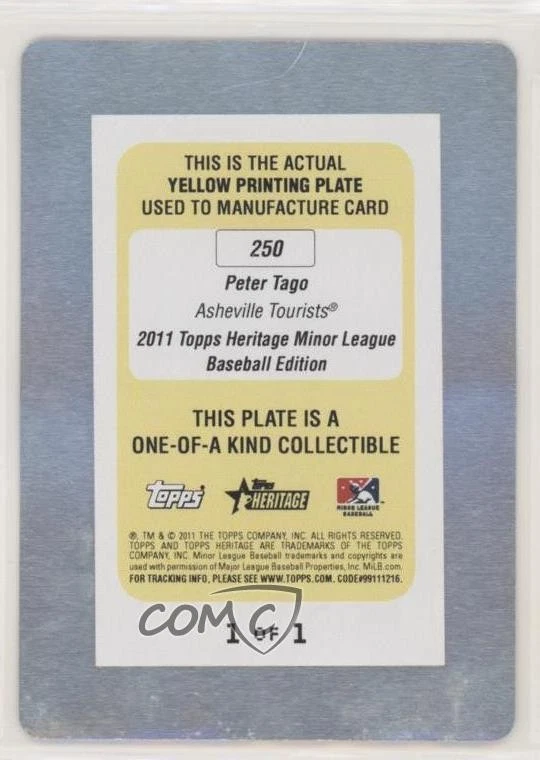 THIS IS THE ACTUAL
YELLOW PRINTING PLATE
USED TO MANUFACTURE CARD
250
Peter Tago
Asheville Tourists®
2011 Topps Heritage Minor League
Baseball Edition
THIS PLATE IS A
ONE-OF-A KIND COLLECTIBLE
topps
topps HERITAGE MINOR LEAGUE
BASEBALL
®, TM & © 2011 THE TOPPS COMPANY, INC. ALL RIGHTS RESERVED.
TOPPS AND TOPPS HERITAGE ARE TRADEMARKS OF THE TOPPS
COMPANY, INC. Minor League Baseball trademarks and copyrights are
used with permission of Major League Baseball Properties, Inc. MiLB.com.
FOR TRACKING INFO, PLEASE SEE WWW.TOPPS.COM. CODE#99111216.
COMC
1 OF 1